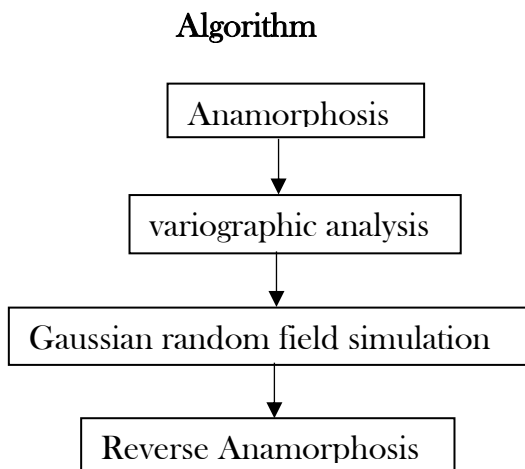 Algorithm
Anamorphosis
variographic analysis
Gaussian random field simulation
Reverse Anamorphosis